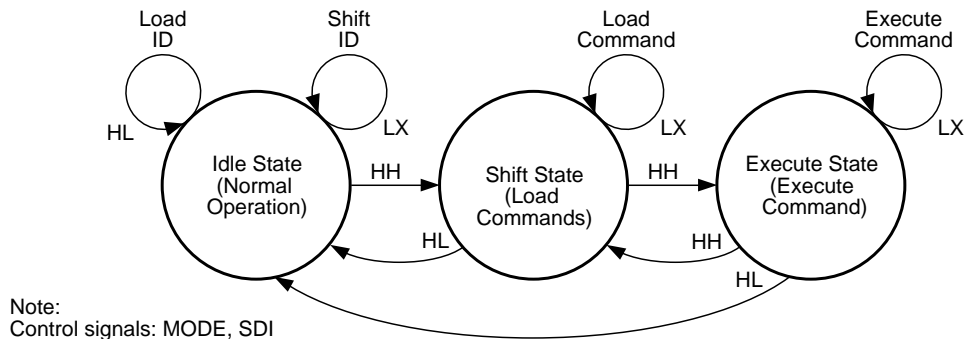 Load
ID
Shift
ID
Load
Command
Execute
Command
HL
LX
LX
LX
Idle State
(Normal
Operation)
HH
Shift State
(Load
Commands)
HH
Execute State
(Execute
Command)
HL
HH
HL
Note:
Control signals: MODE, SDI